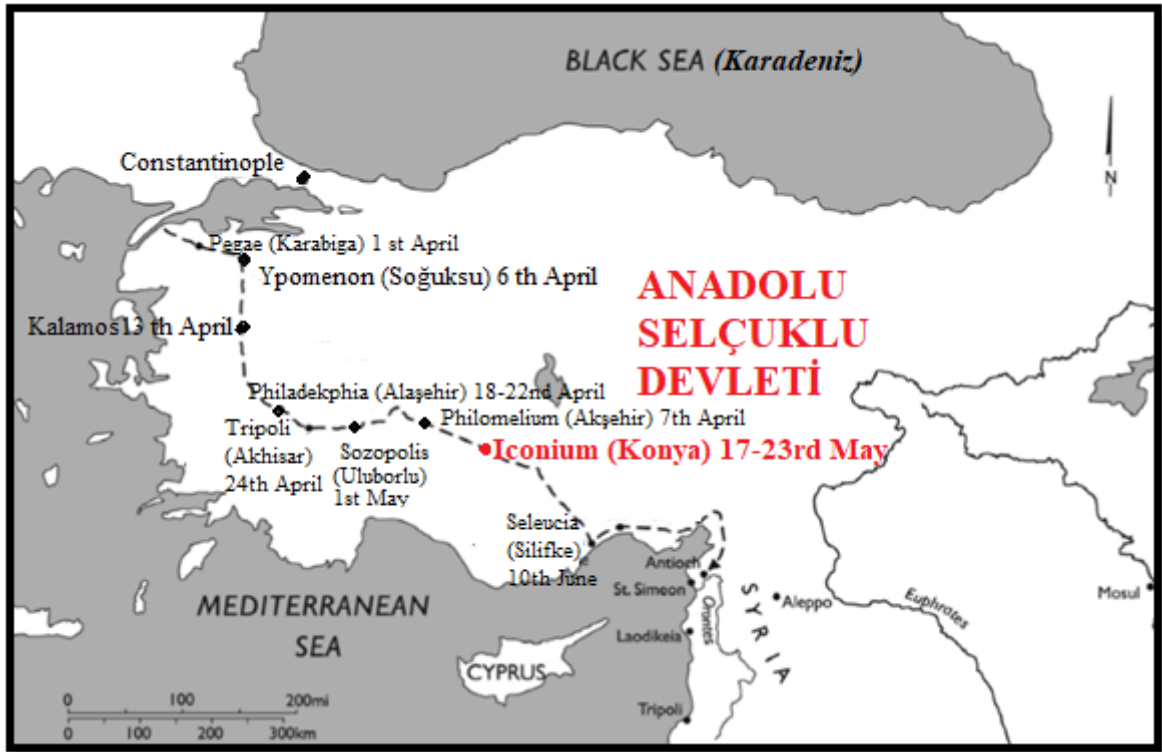 BLACK SEA (Karadeniz)
N
Constantinople
Pegae (Karabiga) 1 st April
Ypomenon (Soğuksu) 6 th April
ANADOLU
SELÇUKLU
DEVLETİ
Kalamos13 th April
Philadekphia (Alaşehir) 18-22nd April
Philomelium (Akşehir) 7th April
Tripoli
(Akhisar)
24th April
Sozopolis
(Uluborlu)
1st May
Iconium (Konya) 17-23rd May
Seleucia
(Silifke)
10th June
Antioch
St. Simeon
Orontes
SYRIA
Aleppo
Euphrates
Mosul
MEDITERRANEAN
SEA
Laodikeia
CYPRUS
Tripoli
0 100 200mi
0 100 200 300km